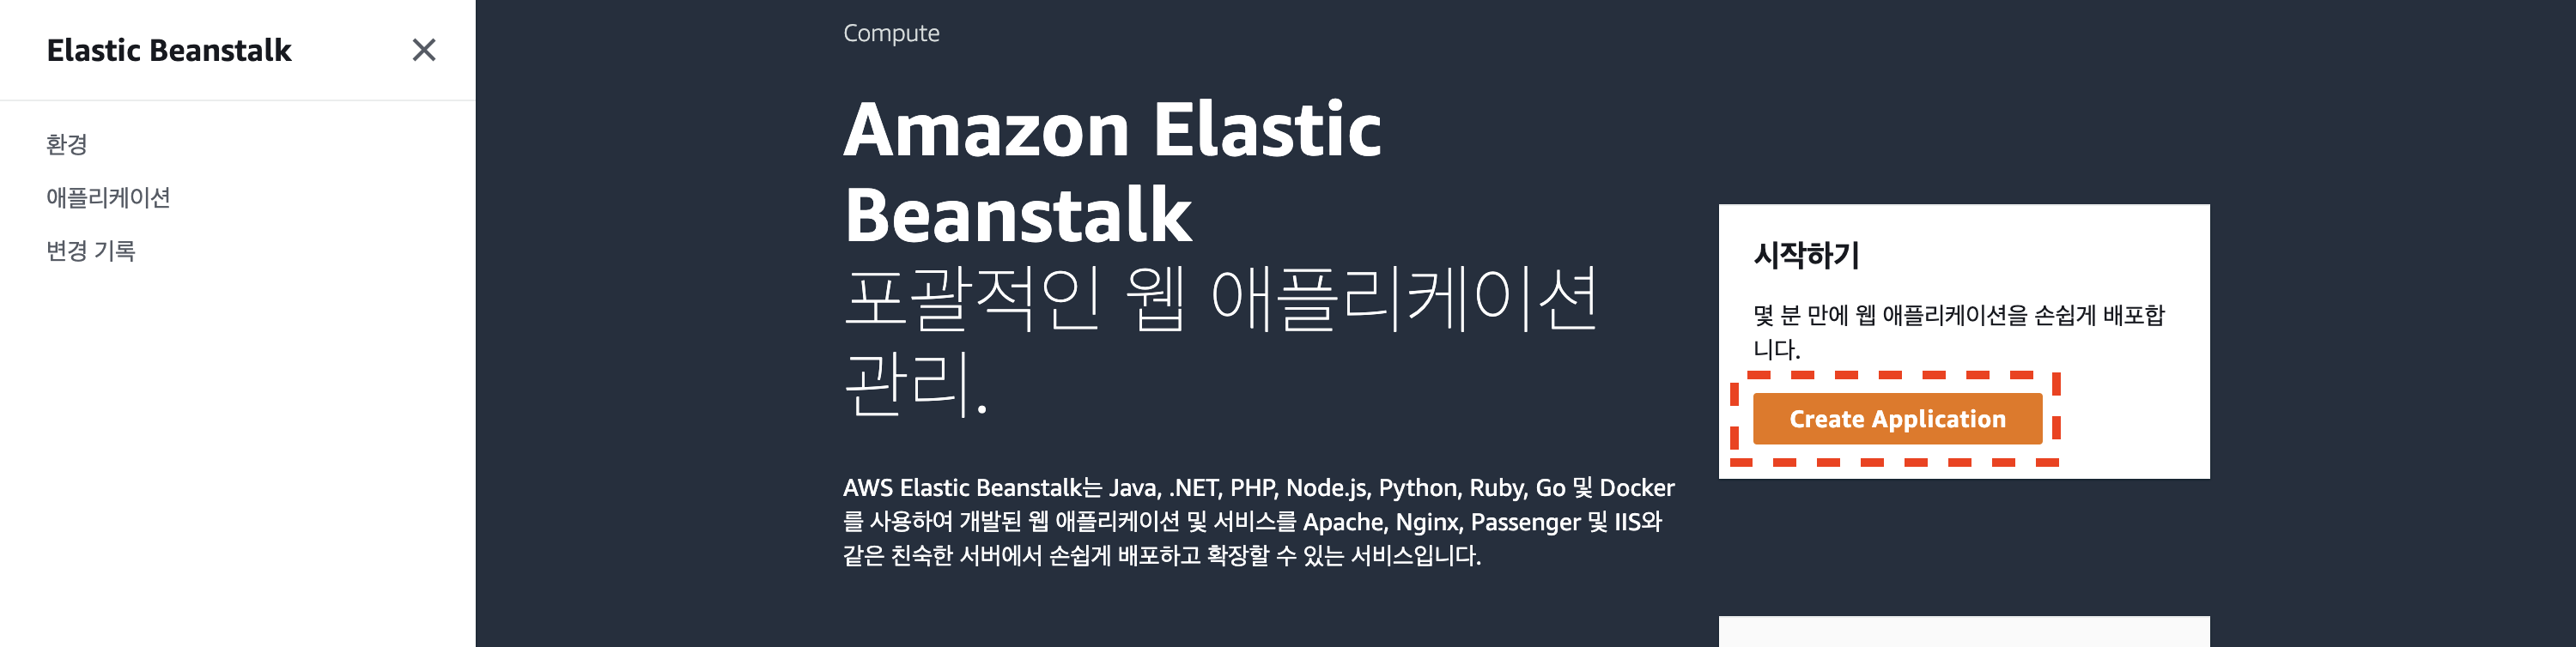 Elastic Beanstalk
환경
애플리케이션
변경 기록
Compute
Amazon Elastic
Beanstalk
포괄적인 웹 애플리케이션
관리.
AWS Elastic Beanstalk는 Java, .NET, PHP, Node.js, Python, Ruby, Go 및 Docker
를 사용하여 개발된 웹 애플리케이션 및 서비스를 Apache, Nginx, Passenger 및 IIS와
같은 친숙한 서버에서 손쉽게 배포하고 확장할 수 있는 서비스입니다.
시작하기
몇 분 만에 웹 애플리케이션을 손쉽게 배포합
니다.
Create Application